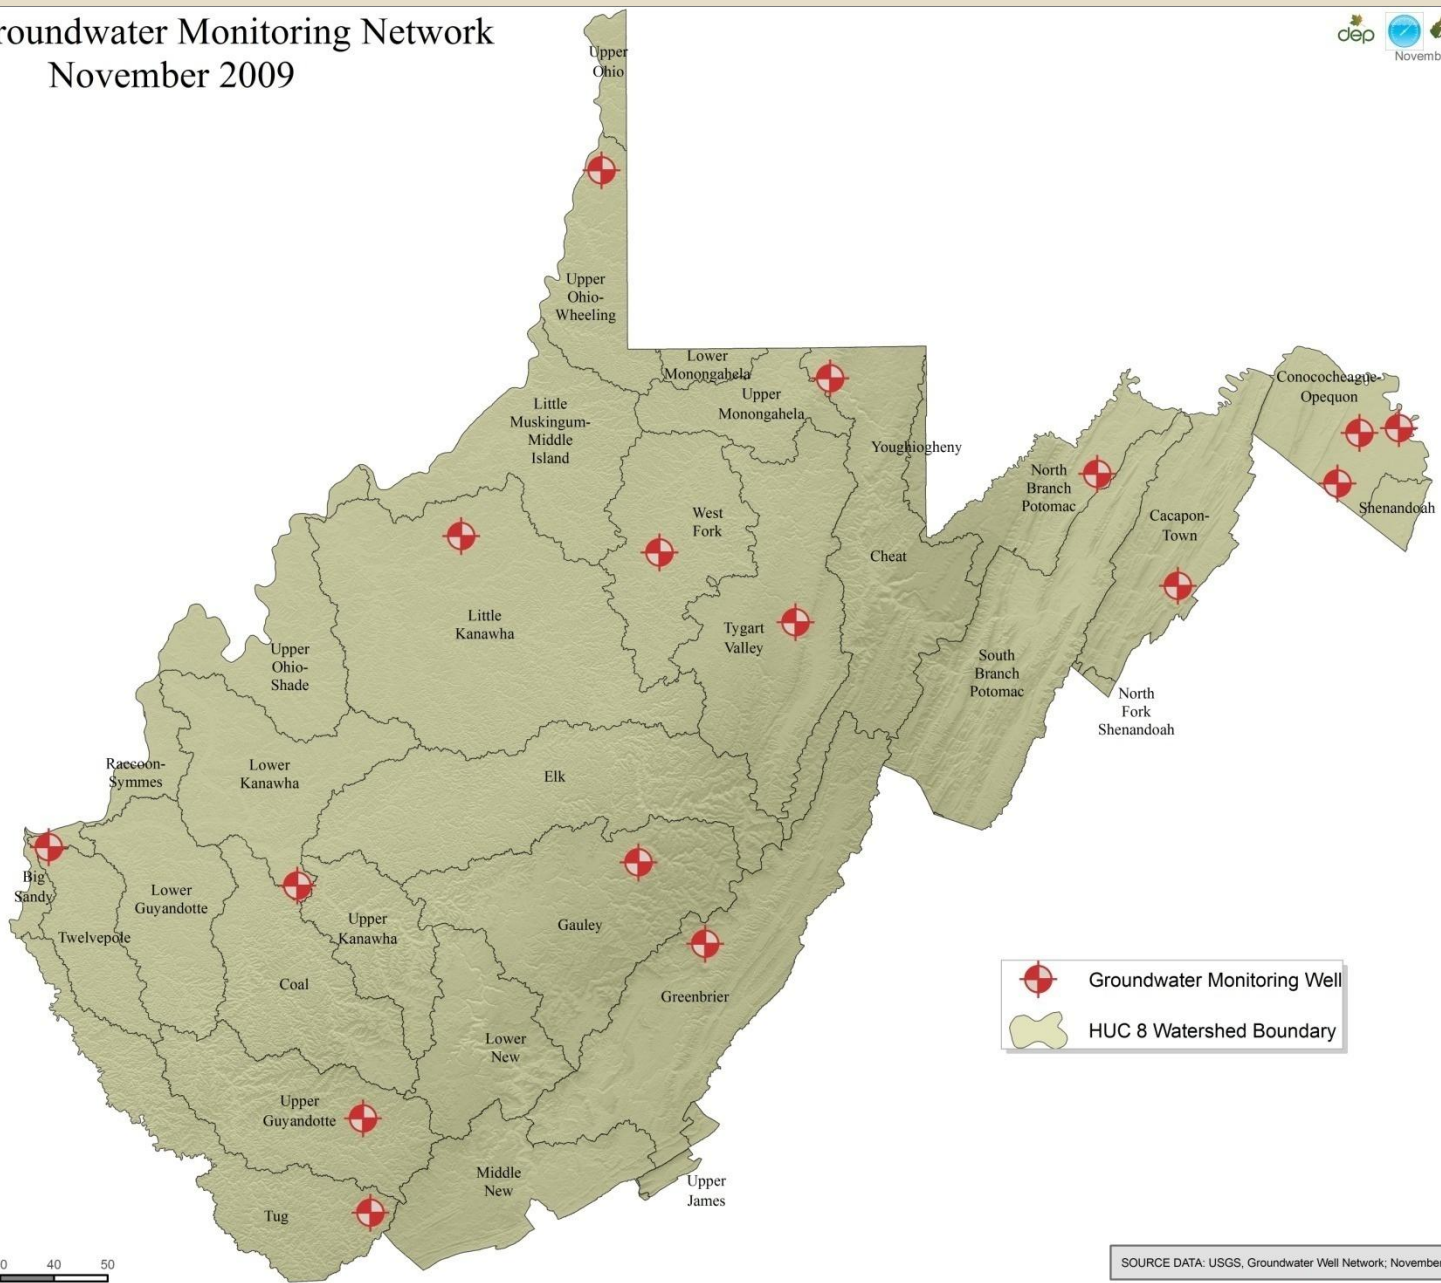 roundwater Monitoring Network
November 2009
dep
Novemb
Upper
Ohio
Upper
Ohio-
Wheeling
Lower
Monongahela
Upper
Monongahela
Little
Muskingum-
Middle
Island
Youghiogheny
Conococheague-
Opequon
North
Branch
Potomac
Shenandoah
Cacapon-
Town
West
Fork
Cheat
Little
Kanawha
Tygart
Valley
Upper
Ohio-
Shade
South
Branch
Potomac
North
Fork
Shenandoah
Raccoon-
Symmes
Lower
Kanawha
Elk
Big
Sandy
Lower
Guyandotte
Upper
Kanawha
Gauley
Twelvepole
Coal
Greenbrier
Groundwater Monitoring Well
HUC 8 Watershed Boundary
Lower
New
Upper
Guyandotte
Middle
New
Upper
James
Tug
0 40 50
SOURCE DATA: USGS, Groundwater Well Network; November